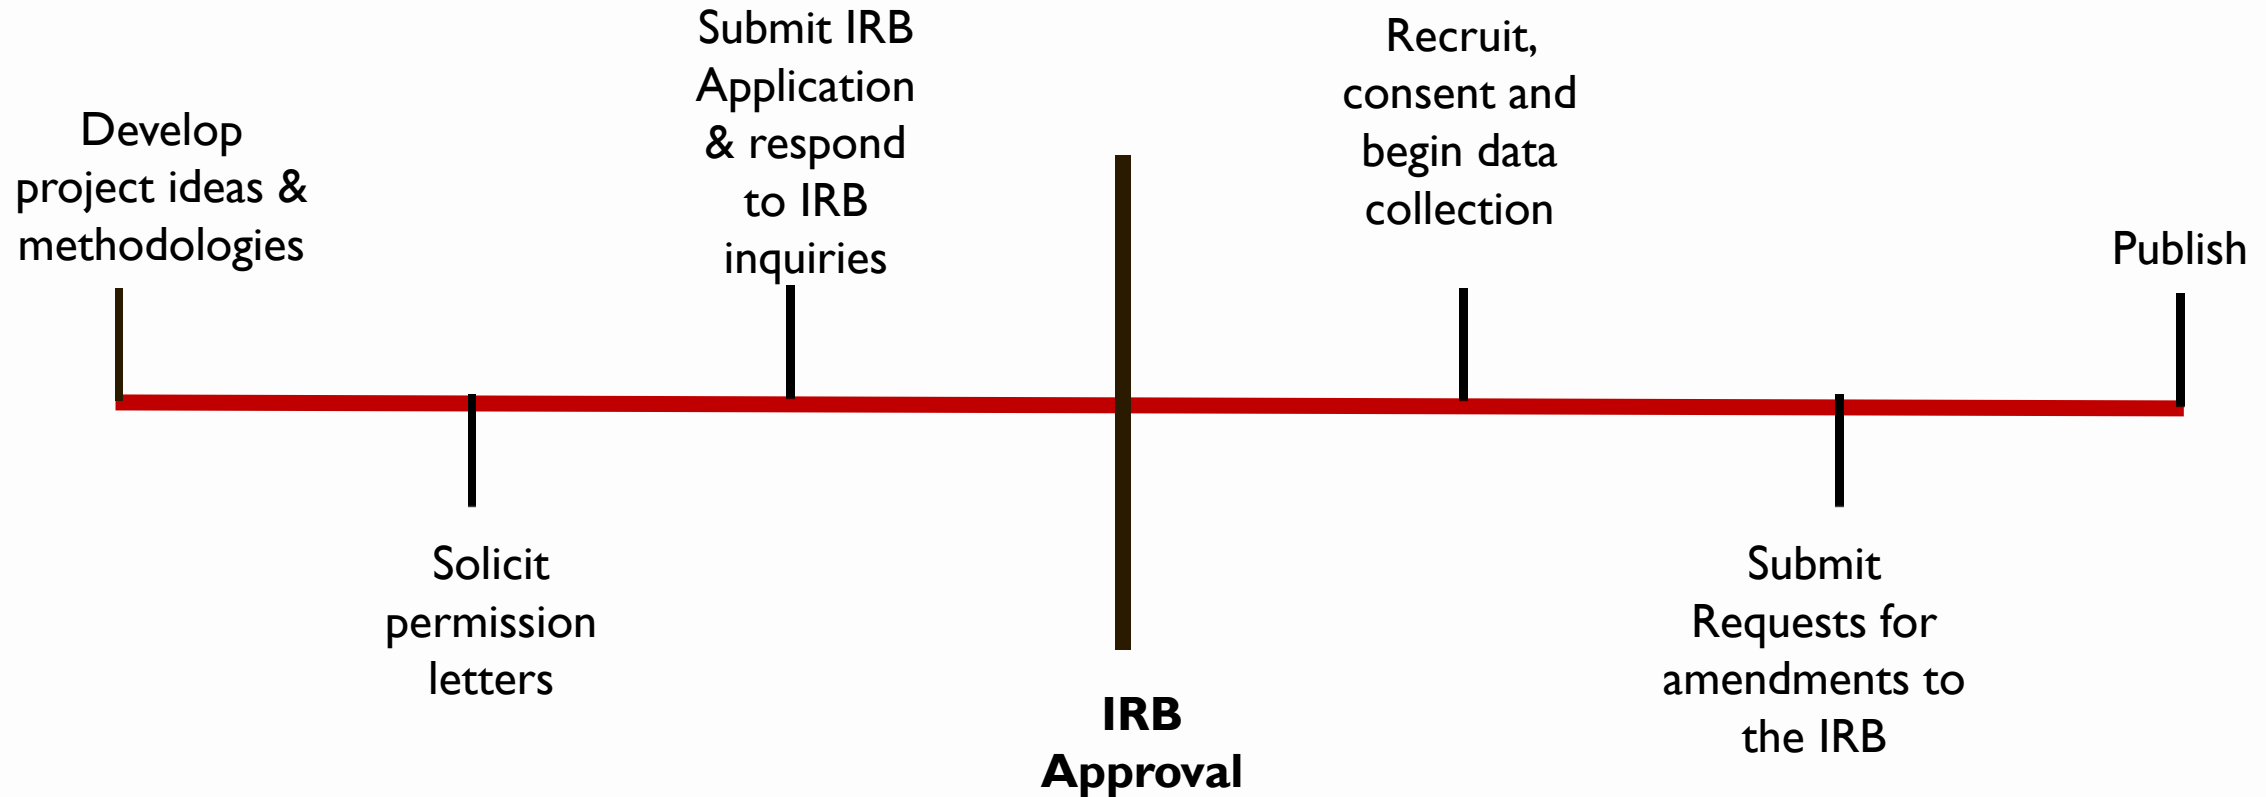 Develop
project ideas &
methodologies
Solicit
permission
letters
Submit IRB
Application
& respond
to IRB
inquiries
IRB
Approval
Recruit,
consent and
begin data
collection
Submit
Requests for
amendments to
the IRB
Publish